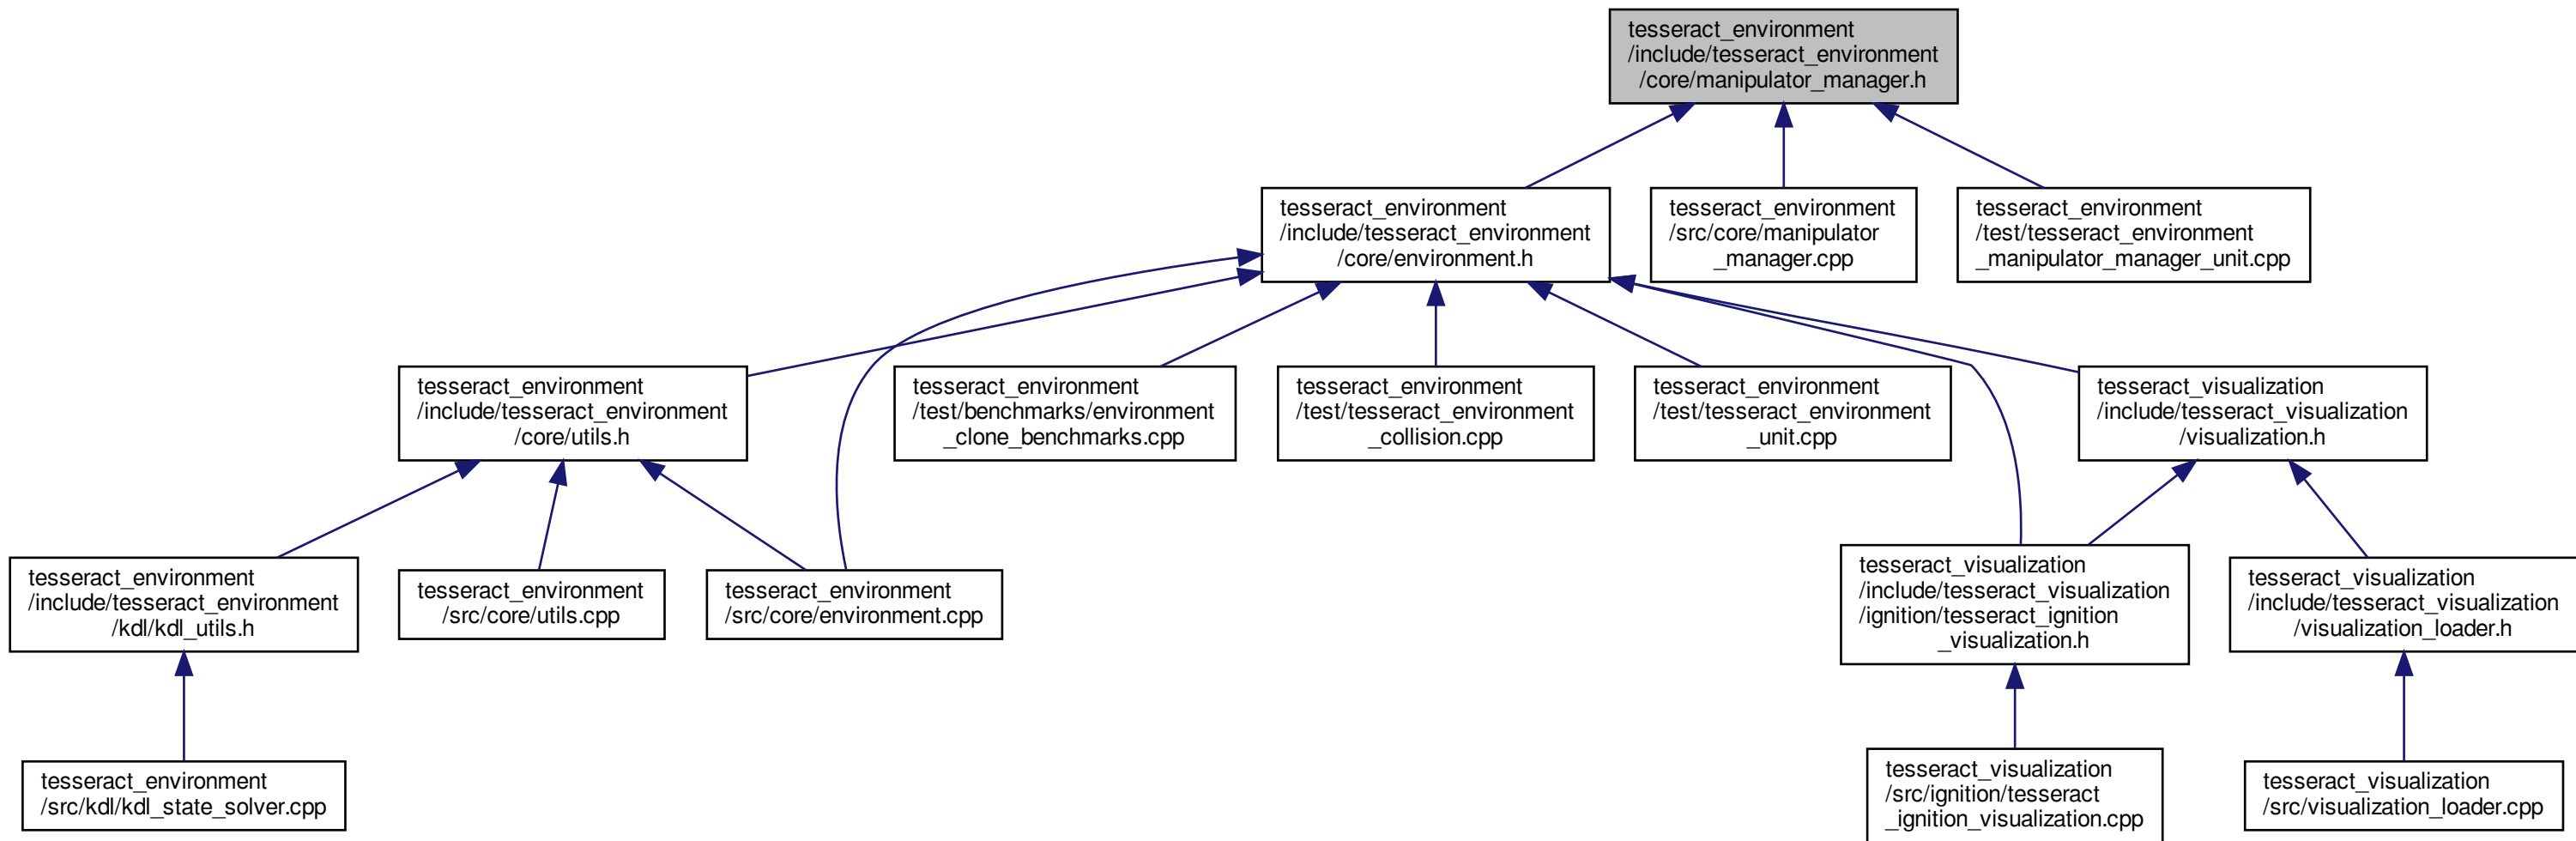 tesseract_environment
/include/tesseract_environment
/core/manipulator_manager.h
tesseract_environment
/include/tesseract_environment
/core/environment.h
tesseract_environment
/src/core/manipulator
_manager.cpp
tesseract_environment
/test/tesseract_environment
_manipulator_manager_unit.cpp
tesseract_environment
/include/tesseract_environment
/core/utils.h
tesseract_environment
/test/benchmarks/environment
_clone_benchmarks.cpp
tesseract_environment
/test/tesseract_environment
_collision.cpp
tesseract_environment
/test/tesseract_environment
_unit.cpp
tesseract_visualization
/include/tesseract_visualization
/visualization.h
tesseract_environment
/include/tesseract_environment
/kdl/kdl_utils.h
tesseract_environment
/src/core/utils.cpp
tesseract_environment
/src/core/environment.cpp
tesseract_visualization
/include/tesseract_visualization
/ignition/tesseract_ignition
_visualization.h
tesseract_visualization
/include/tesseract_visualization
/visualization_loader.h
tesseract_environment
/src/kdl/kdl_state_solver.cpp
tesseract_visualization
/src/ignition/tesseract
_ignition_visualization.cpp
tesseract_visualization
/src/visualization_loader.cpp